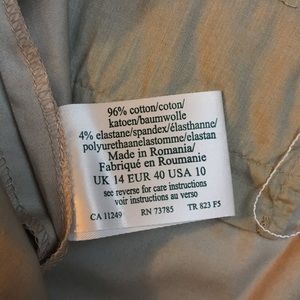 96% cotton/coton/
katoen/baumwolle
4% elastane/spandex/élasthanne/
polyurethanelastomme/elastan
Made in Romania/
Fabriqué en Roumanie
UK 14 EUR 40 USA 10
see reverse for care instructions
voir instructions au verso
CA 11249 RN 73785 TR 823 F5